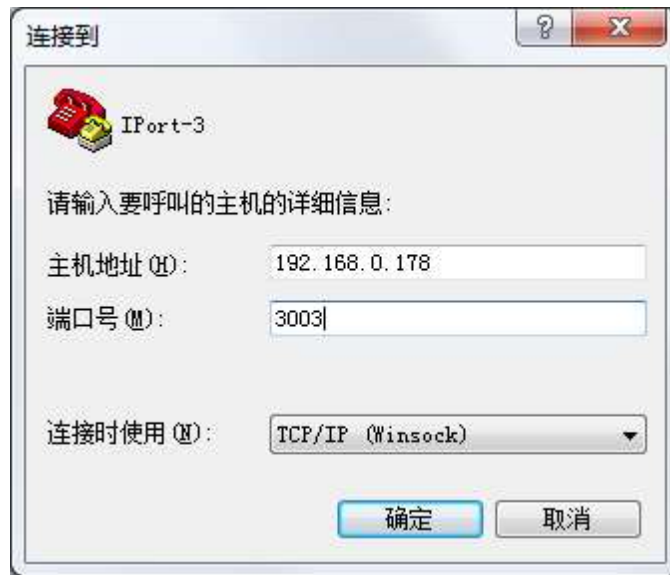 连接到
IPort-3
请输入要呼叫的主机的详细信息:
主机地址(H): 192.168.0.178
端口号(M): 3003
连接时使用(N): TCP/IP (Winsock)
确定 取消